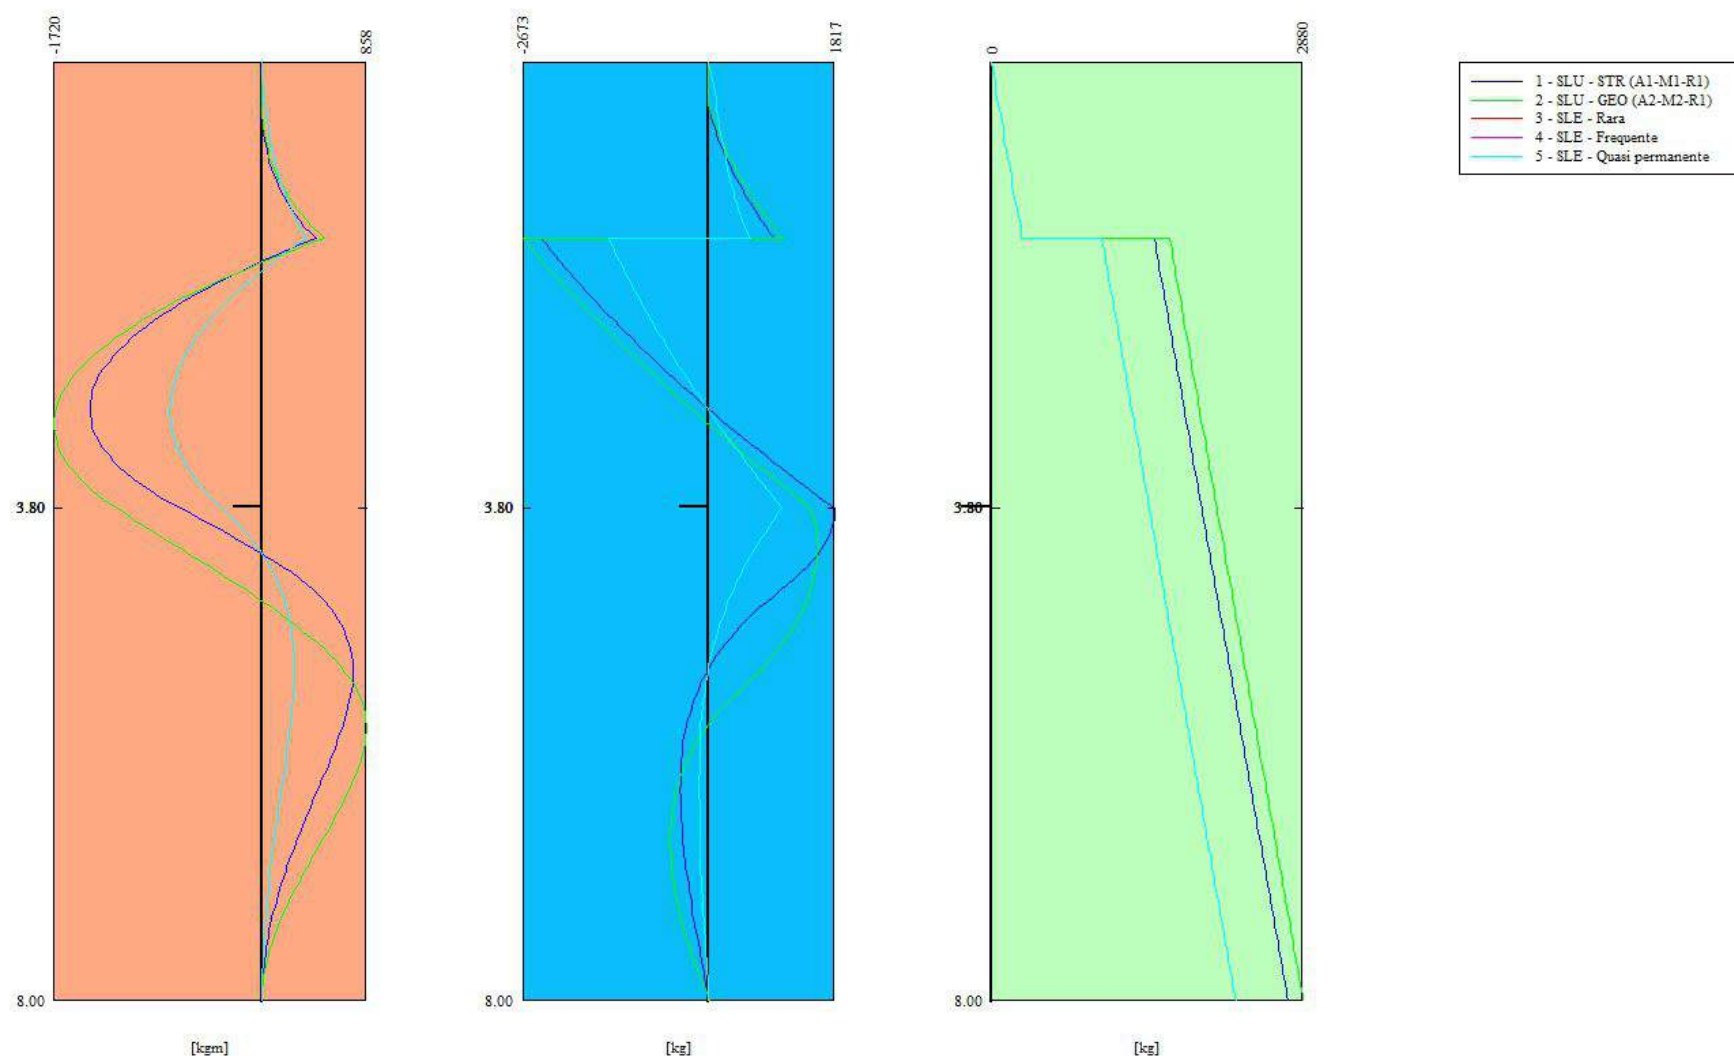 -1720
858
-2673
1817
0
2880
1 - SLU - STR (A1-M1-R1)
2 - SLU - GEO (A2-M2-R1)
3 - SLE - Rara
4 - SLE - Frequente
5 - SLE - Quasi permanente
3.80
3.80
3.80
8.00
8.00
8.00
[kgm]
[kg]
[kg]